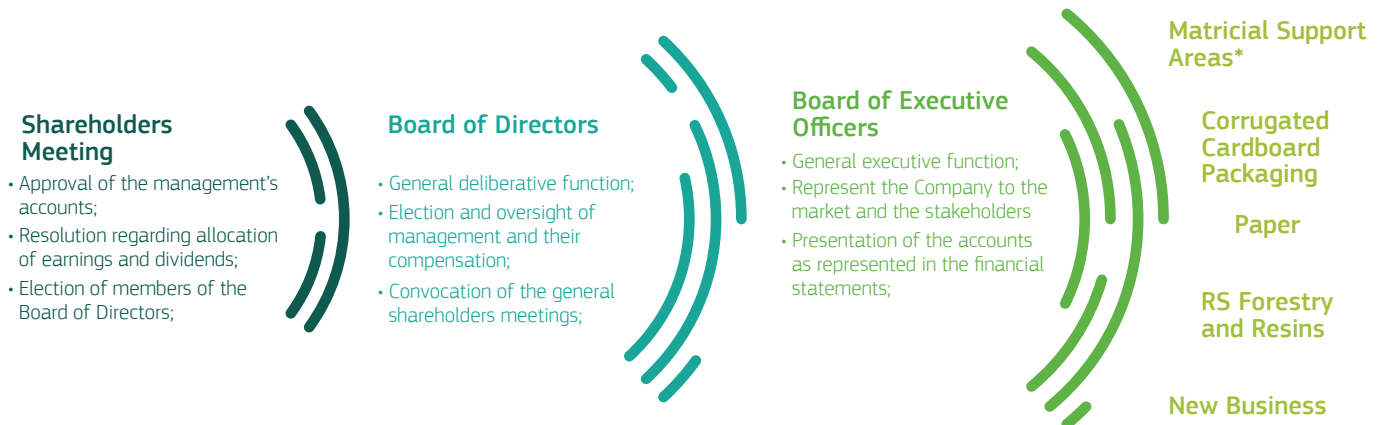 Shareholders
Meeting
• Approval of the management's
accounts;
• Resolution regarding allocation
of earnings and dividends;
• Election of members of the
Board of Directors;
Board of Directors
• General deliberative function;
• Election and oversight of
management and their
compensation;
• Convocation of the general
shareholders meetings;
Board of Executive
Officers
• General executive function;
• Represent the Company to the
market and the stakeholders
• Presentation of the accounts
as represented in the financial
statements;
Matricial Support
Areas*
Corrugated
Cardboard
Packaging
Paper
RS Forestry
and Resins
New Business